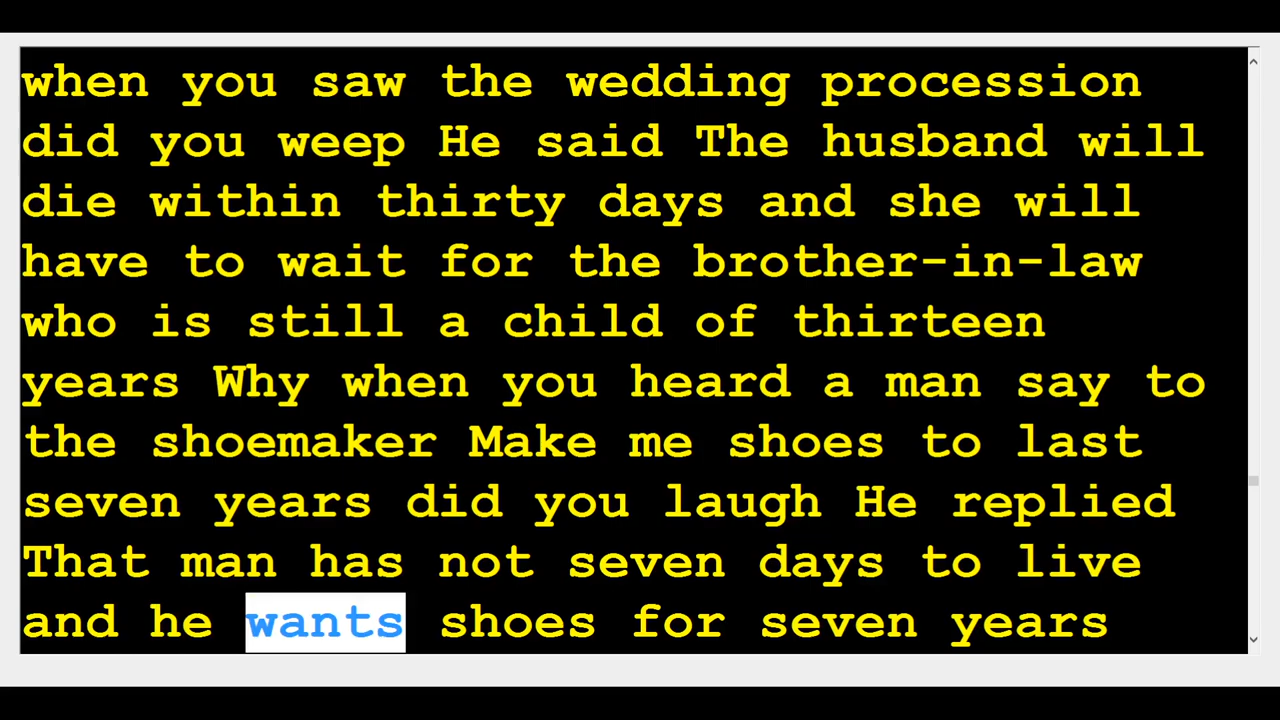 when you saw the wedding procession
did you weep He said The husband will
die within thirty days and she will
have to wait for the brother-in-law
who is still a child of thirteen
years Why when you heard a man say to
the shoemaker Make me shoes to last
seven years did you laugh He replied
That man has not seven days to live
and he wants shoes for seven years